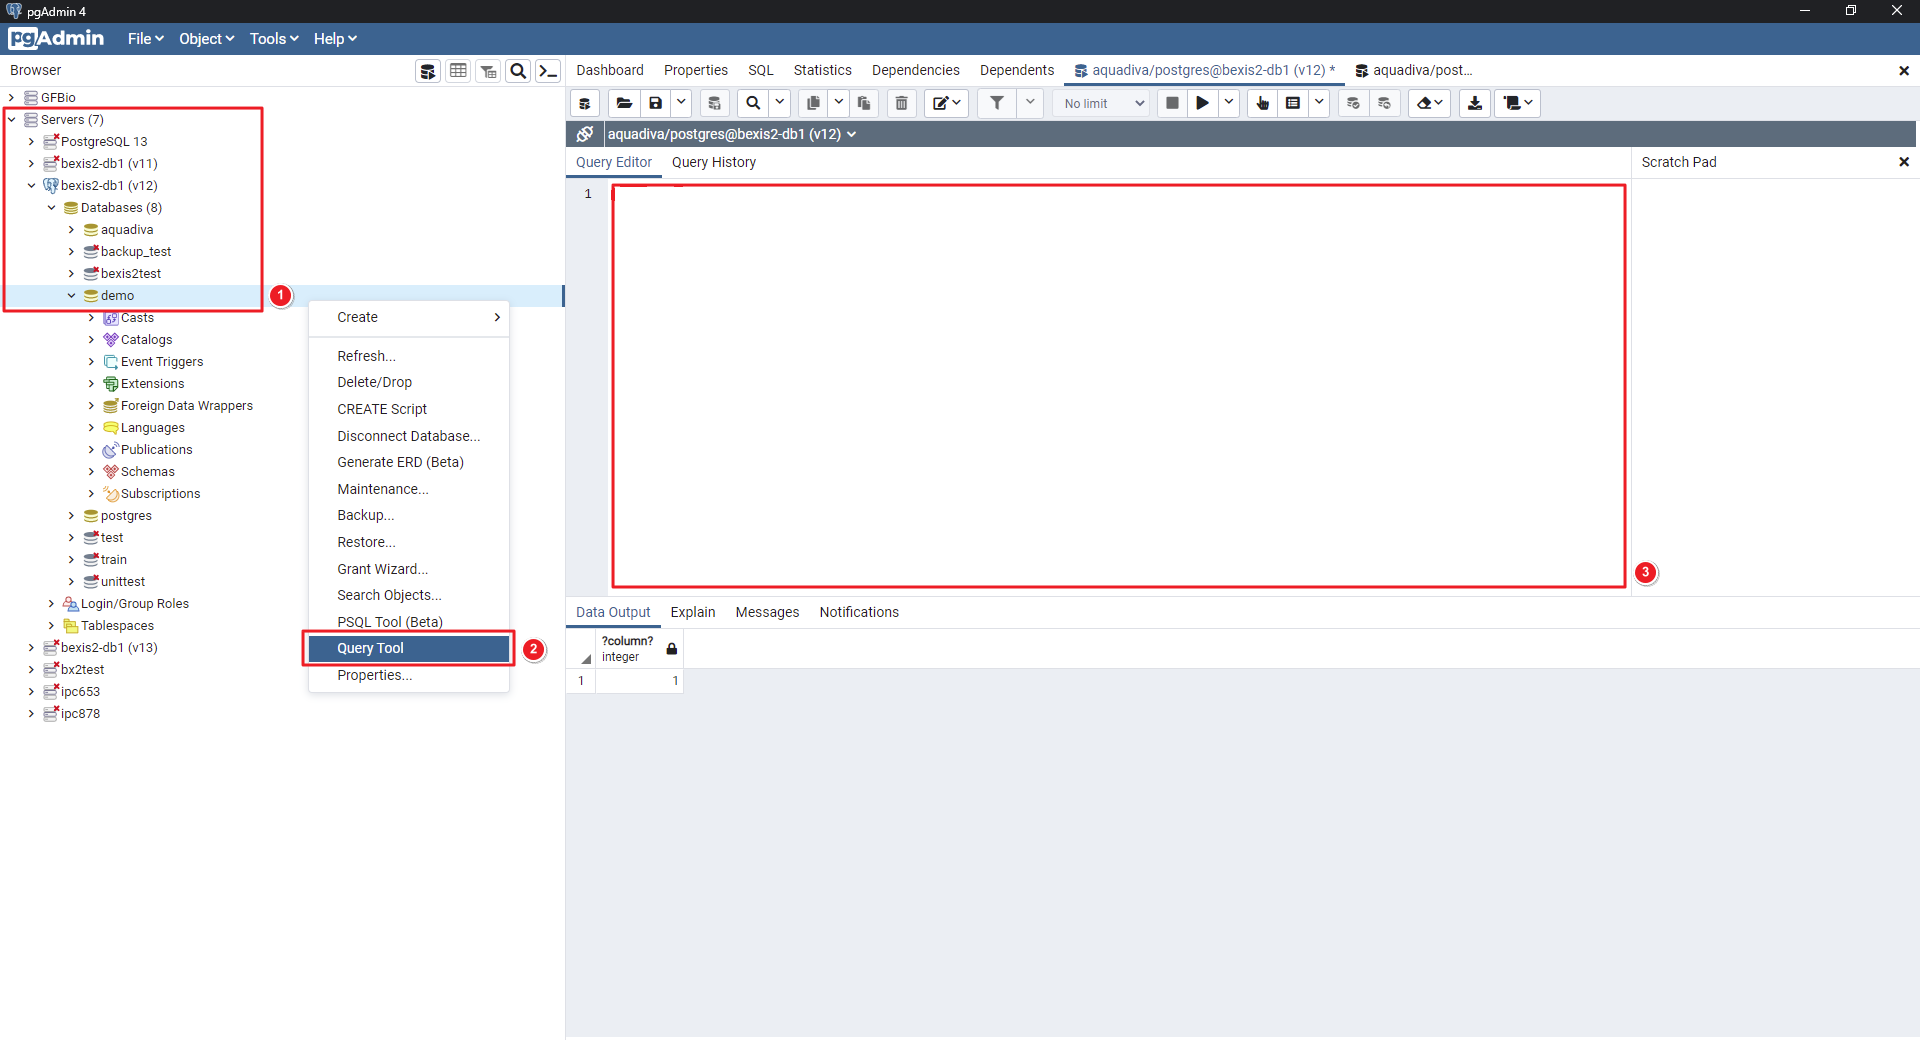 pgAdmin 4
pgAdmin File Object Tools Help
Browser
GFBio
Servers (7)
PostgreSQL 13
bexis2-db1 (v11)
bexis2-db1 (v12)
Databases (8)
aquadiva
backup_test
bexis2test
demo
1
Casts
Catalogs
Event Triggers
Extensions
Foreign Data Wrappers
Languages
Publications
Schemas
Subscriptions
postgres
test
train
unittest
Login/Group Roles
Tablespaces
bexis2-db1 (v13)
bx2test
ipc653
ipc878
Create
Refresh...
Delete/Drop
CREATE Script
Disconnect Database...
Generate ERD (Beta)
Maintenance...
Backup...
Restore...
Grant Wizard...
Search Objects...
PSQL Tool (Beta)
Query Tool
2
Properties...
Dashboard Properties SQL Statistics Dependencies Dependents aquadiva/postgres@bexis2-db1 (v12) * aquadiva/post...
No limit
aquadiva/postgres@bexis2-db1 (v12)
Query Editor Query History
Scratch Pad
1
3
Data Output Explain Messages Notifications
?column?
integer
1 1